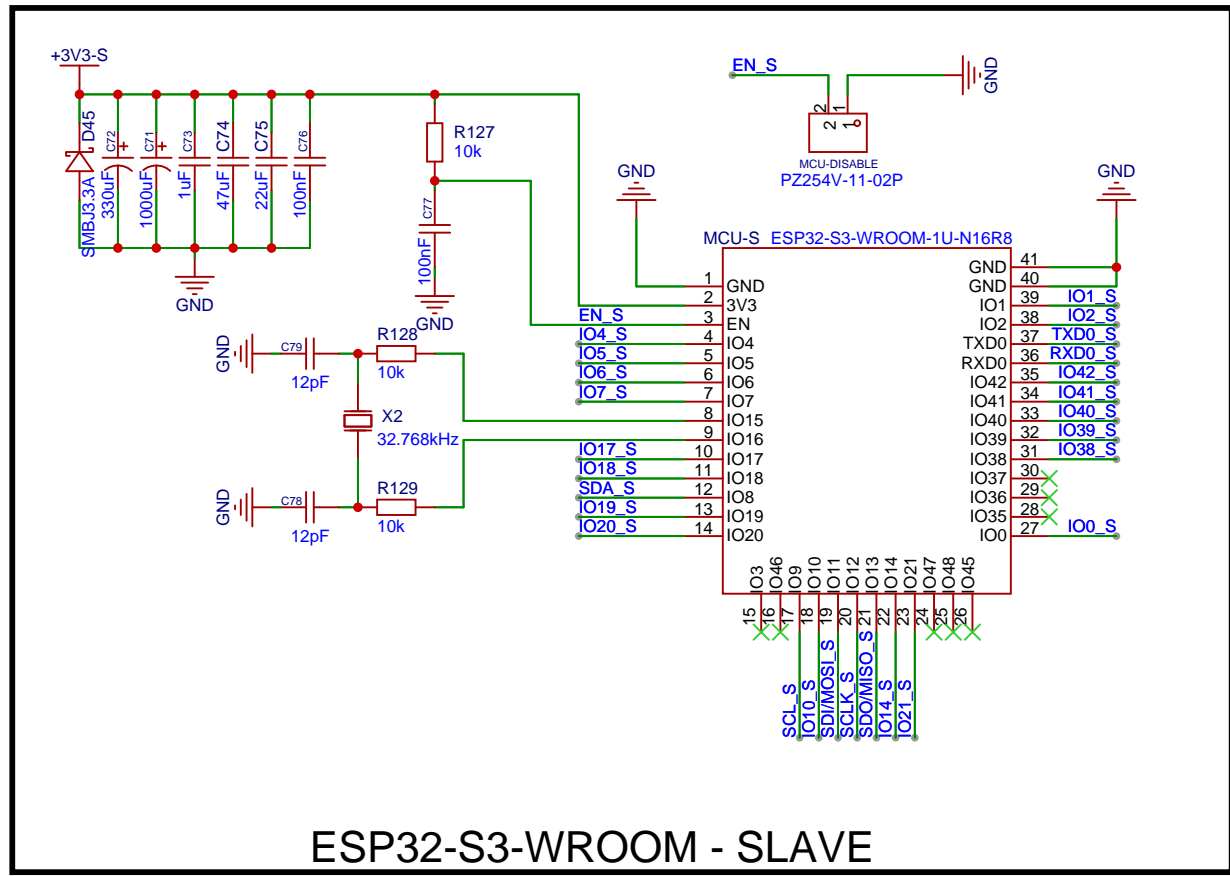 +3V3-S
D45
SMBJ3.3A
C72
+
330uF
C71
+
1000uF
C73
1uF
C74
47uF
C75
22uF
C76
100nF
GND
R127
10k
C77
100nF
GND
EN_S
2
1
2
1
MCU-DISABLE
PZ254V-11-02P
GND
GND
GND
MCU-S ESP32-S3-WROOM-1U-N16R8
1 GND
2 3V3
EN_S 3 EN
IO4_S 4 IO4
IO5_S 5 IO5
IO6_S 6 IO6
IO7_S 7 IO7
8 IO15
9 IO16
IO17_S 10 IO17
IO18_S 11 IO18
SDA_S 12 IO8
IO19_S 13 IO19
IO20_S 14 IO20
GND 41
GND 40
IO1 39 IO1_S
IO2 38 IO2_S
TXD0 37 TXD0_S
RXD0 36 RXD0_S
IO42 35 IO42_S
IO41 34 IO41_S
IO40 33 IO40_S
IO39 32 IO39_S
IO38 31 IO38_S
IO37 30
IO36 29
IO35 28
IO0 27 IO0_S
GND
C79
12pF
R128
10k
X2
32.768kHz
GND
C78
12pF
R129
10k
IO3 15
IO46 16
IO9 17 SCL_S
IO10 18 IO10_S
IO11 19 SDI/MOSI_S
IO12 20 SCLK_S
IO13 21 SDO/MISO_S
IO14 22 IO14_S
IO21 23 IO21_S
IO47 24
IO48 25
IO45 26
ESP32-S3-WROOM - SLAVE